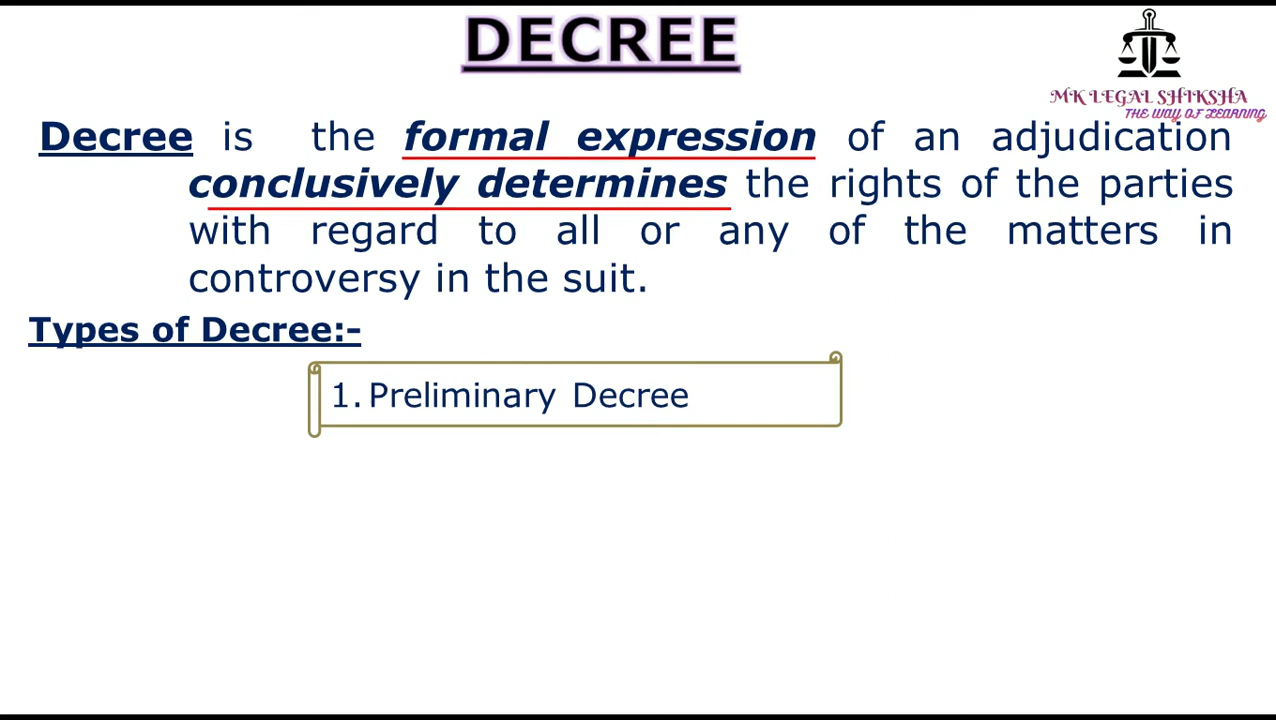 DECREE
MK LEGAL SHIKSHA
THE WAY OF LEARNING
Decree is the formal expression of an adjudication
conclusively determines the rights of the parties
with regard to all or any of the matters in
controversy in the suit.
Types of Decree:-
1. Preliminary Decree